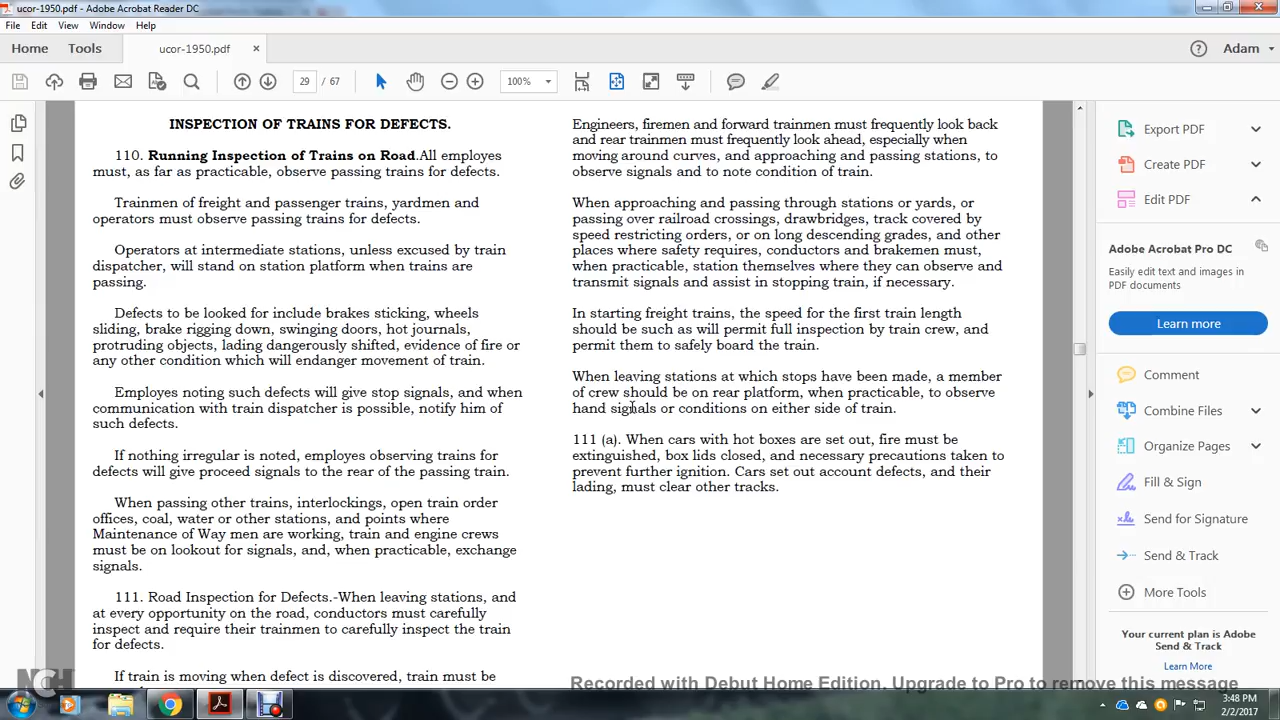 ucor-1950.pdf - Adobe Acrobat Reader DC
File Edit View Window Help
Home Tools ucor-1950.pdf × Adam
29 / 67 100%
INSPECTION OF TRAINS FOR DEFECTS.
110. Running Inspection of Trains on Road.All employes
must, as far as practicable, observe passing trains for defects.
Trainmen of freight and passenger trains, yardmen and
operators must observe passing trains for defects.
Operators at intermediate stations, unless excused by train
dispatcher, will stand on station platform when trains are
passing.
Defects to be looked for include brakes sticking, wheels
sliding, brake rigging down, swinging doors, hot journals,
protruding objects, lading dangerously shifted, evidence of fire or
any other condition which will endanger movement of train.
Employes noting such defects will give stop signals, and when
communication with train dispatcher is possible, notify him of
such defects.
If nothing irregular is noted, employes observing trains for
defects will give proceed signals to the rear of the passing train.
When passing other trains, interlockings, open train order
offices, coal, water or other stations, and points where
Maintenance of Way men are working, train and engine crews
must be on lookout for signals, and, when practicable, exchange
signals.
111. Road Inspection for Defects.-When leaving stations, and
at every opportunity on the road, conductors must carefully
inspect and require their trainmen to carefully inspect the train
for defects.
If train is moving when defect is discovered, train must be
Engineers, firemen and forward trainmen must frequently look back
and rear trainmen must frequently look ahead, especially when
moving around curves, and approaching and passing stations, to
observe signals and to note condition of train.
When approaching and passing through stations or yards, or
passing over railroad crossings, drawbridges, track covered by
speed restricting orders, or on long descending grades, and other
places where safety requires, conductors and brakemen must,
when practicable, station themselves where they can observe and
transmit signals and assist in stopping train, if necessary.
In starting freight trains, the speed for the first train length
should be such as will permit full inspection by train crew, and
permit them to safely board the train.
When leaving stations at which stops have been made, a member
of crew should be on rear platform, when practicable, to observe
hand signals or conditions on either side of train.
111 (a). When cars with hot boxes are set out, fire must be
extinguished, box lids closed, and necessary precautions taken to
prevent further ignition. Cars set out account defects, and their
lading, must clear other tracks.
Export PDF
Create PDF
Edit PDF
Adobe Acrobat Pro DC
Easily edit text and images in
PDF documents
Learn more
Comment
Combine Files
Organize Pages
Fill & Sign
Send for Signature
Send & Track
More Tools
Your current plan is Adobe
Send & Track
Learn More
NCH
Recorded with Debut Home Edition. Upgrade to Pro to remove this message
3:48 PM
2/2/2017